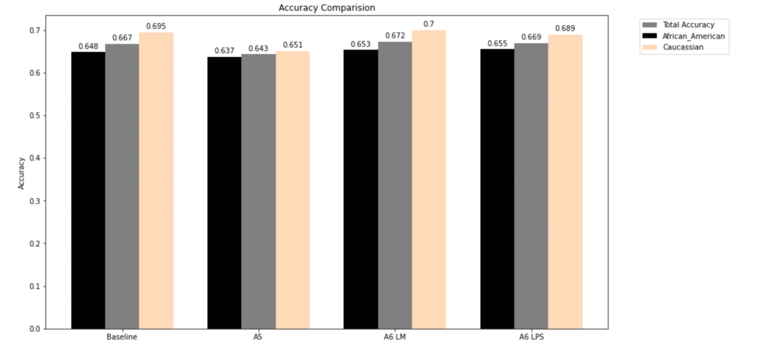 Accuracy Comparision
Total Accuracy
African_American
Caucassian
0.648
0.667
0.695
0.637
0.643
0.651
0.653
0.672
0.7
0.655
0.669
0.689
Accuracy
0.7
0.6
0.5
0.4
0.3
0.2
0.1
0.0
Baseline
A5
A6 LM
A6 LPS